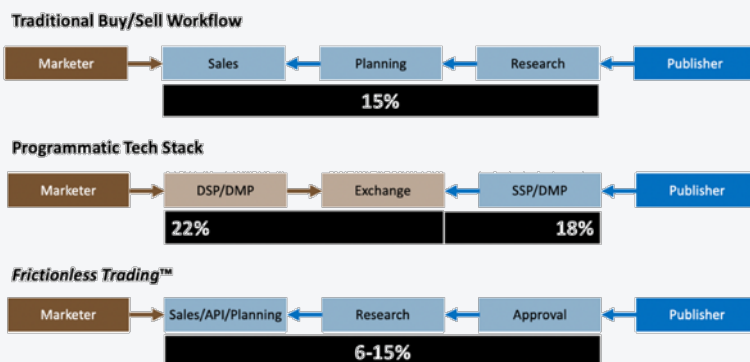 Traditional Buy/Sell Workflow
Marketer Sales Planning Research Publisher
15%
Programmatic Tech Stack
Marketer DSP/DMP Exchange SSP/DMP Publisher
22% 18%
Frictionless Trading™
Marketer Sales/API/Planning Research Approval Publisher
6-15%